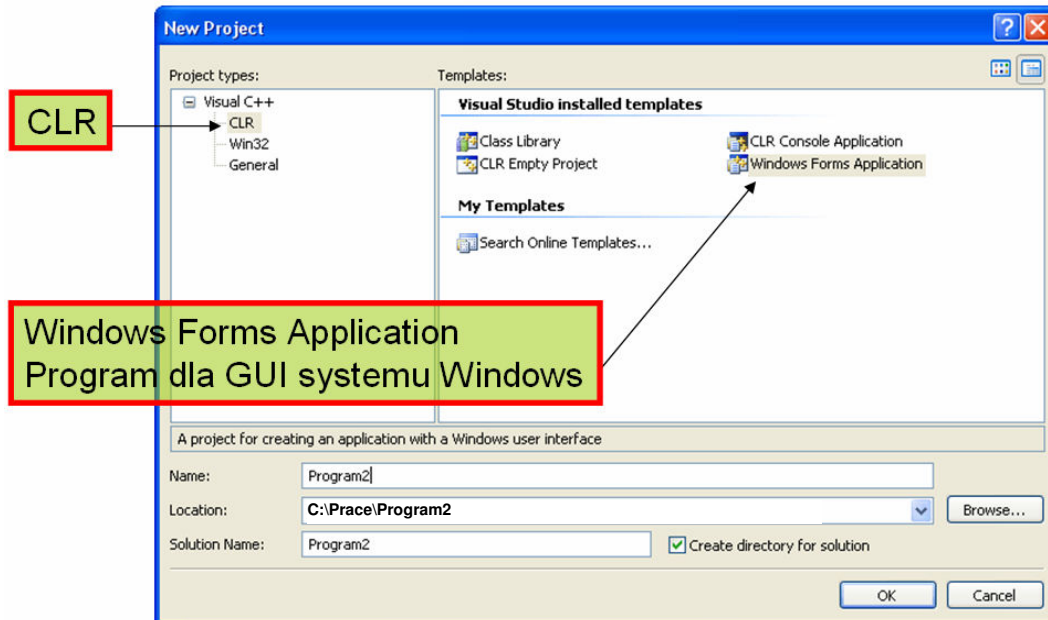 New Project
Project types:
Templates:
Visual C++
CLR
Win32
General
Visual Studio installed templates
Class Library
CLR Console Application
CLR Empty Project
Windows Forms Application
My Templates
Search Online Templates...
CLR
Windows Forms Application
Program dla GUI systemu Windows
A project for creating an application with a Windows user interface
Name:
Program2
Location:
C:\Prace\Program2
Browse...
Solution Name:
Program2
Create directory for solution
OK
Cancel